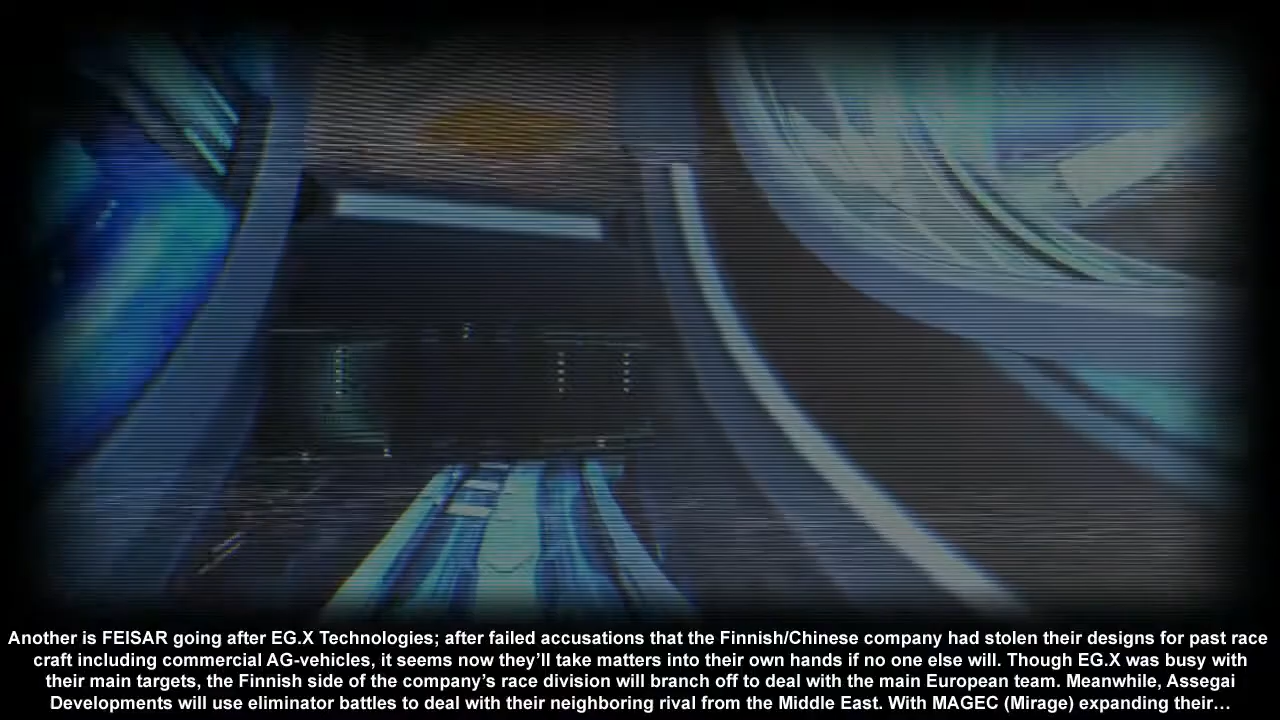 Another is FEISAR going after EG.X Technologies; after failed accusations that the Finnish/Chinese company had stolen their designs for past race
craft including commercial AG-vehicles, it seems now they’ll take matters into their own hands if no one else will. Though EG.X was busy with
their main targets, the Finnish side of the company’s race division will branch off to deal with the main European team. Meanwhile, Assegai
Developments will use eliminator battles to deal with their neighboring rival from the Middle East. With MAGEC (Mirage) expanding their…